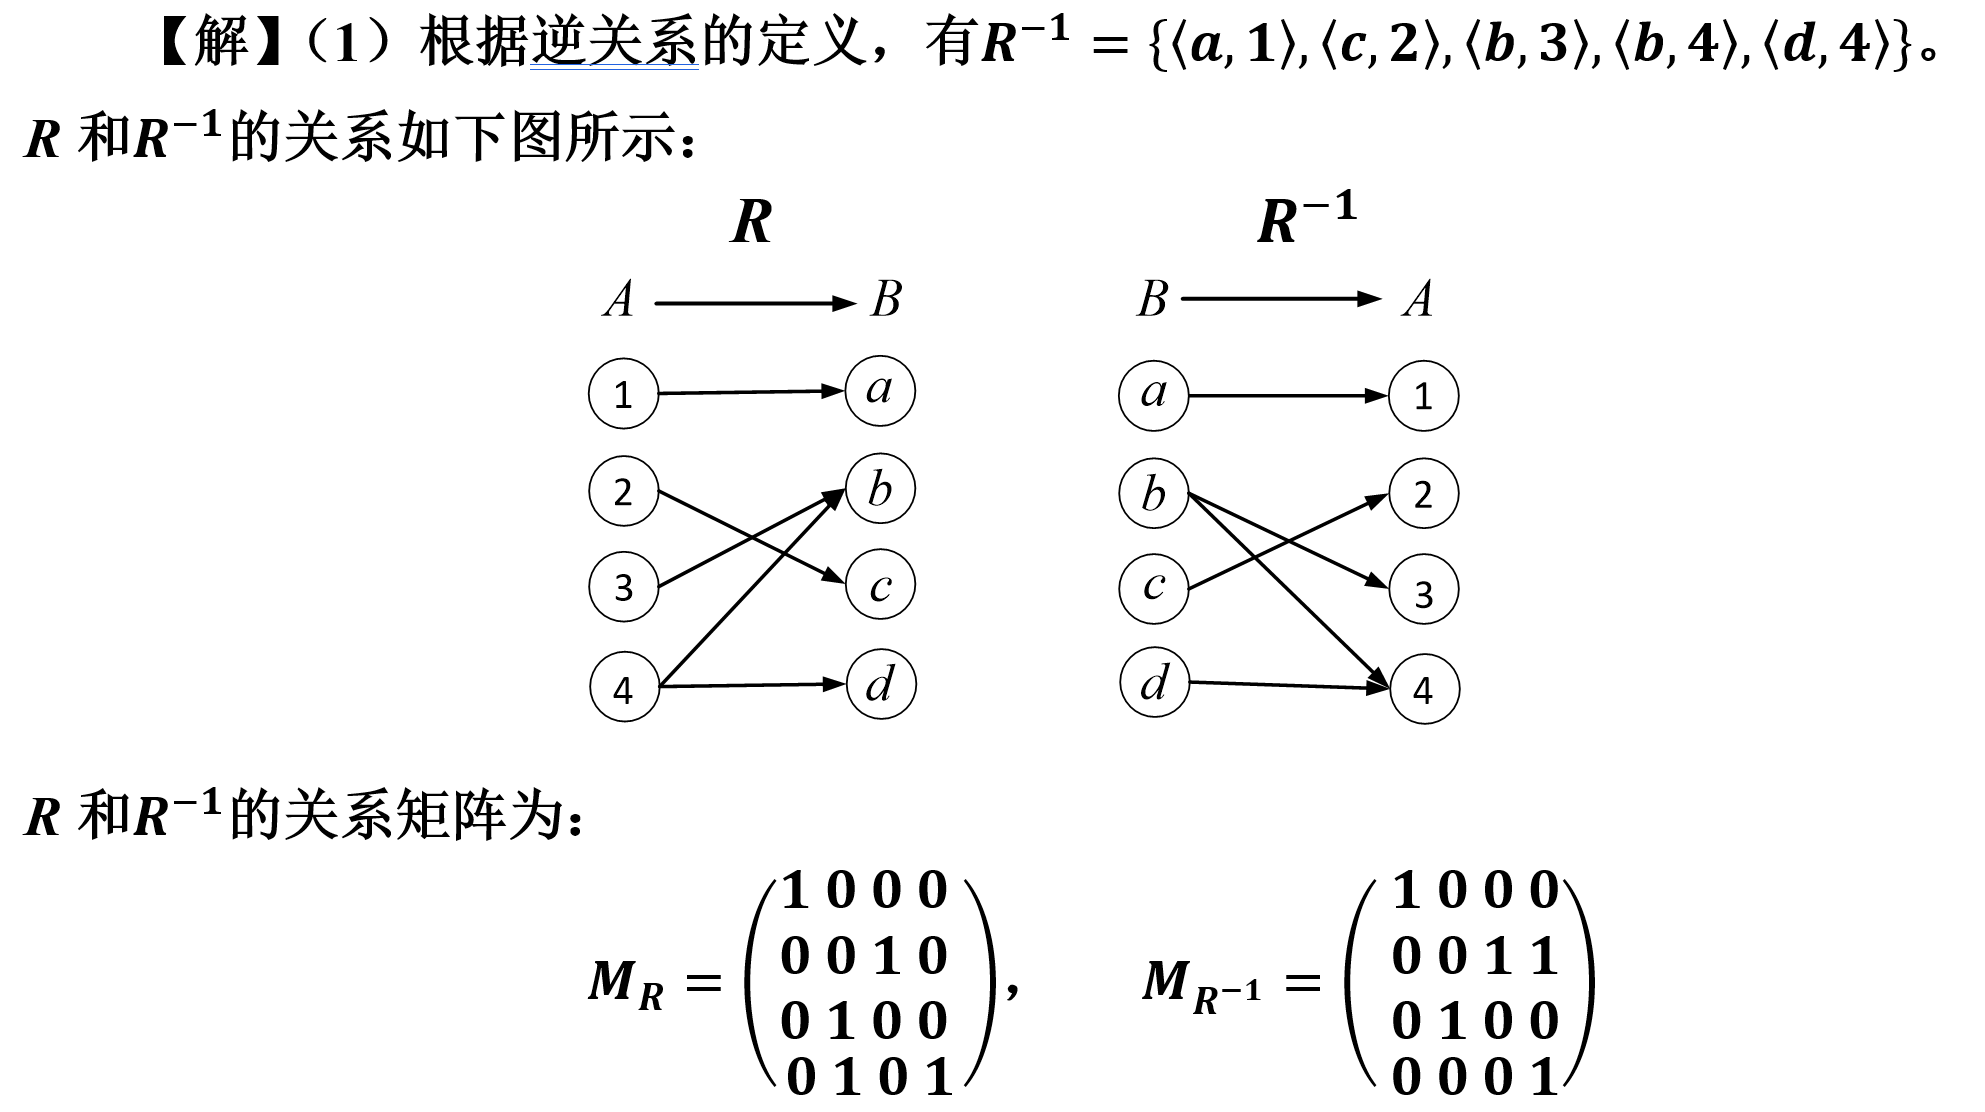 【解】（1）根据逆关系的定义，有R⁻¹ = {⟨a, 1⟩, ⟨c, 2⟩, ⟨b, 3⟩, ⟨b, 4⟩, ⟨d, 4⟩}。
R 和R⁻¹的关系如下图所示：
R R⁻¹
A B B A
1 a a 1
2 b b 2
3 c c 3
4 d d 4
R 和R⁻¹的关系矩阵为：
1 0 0 0 1 0 0 0
0 0 1 0 0 0 1 1
M_R = ( ) , M_R⁻¹ = ( )
0 1 0 0 0 1 0 0
0 1 0 1 0 0 0 1